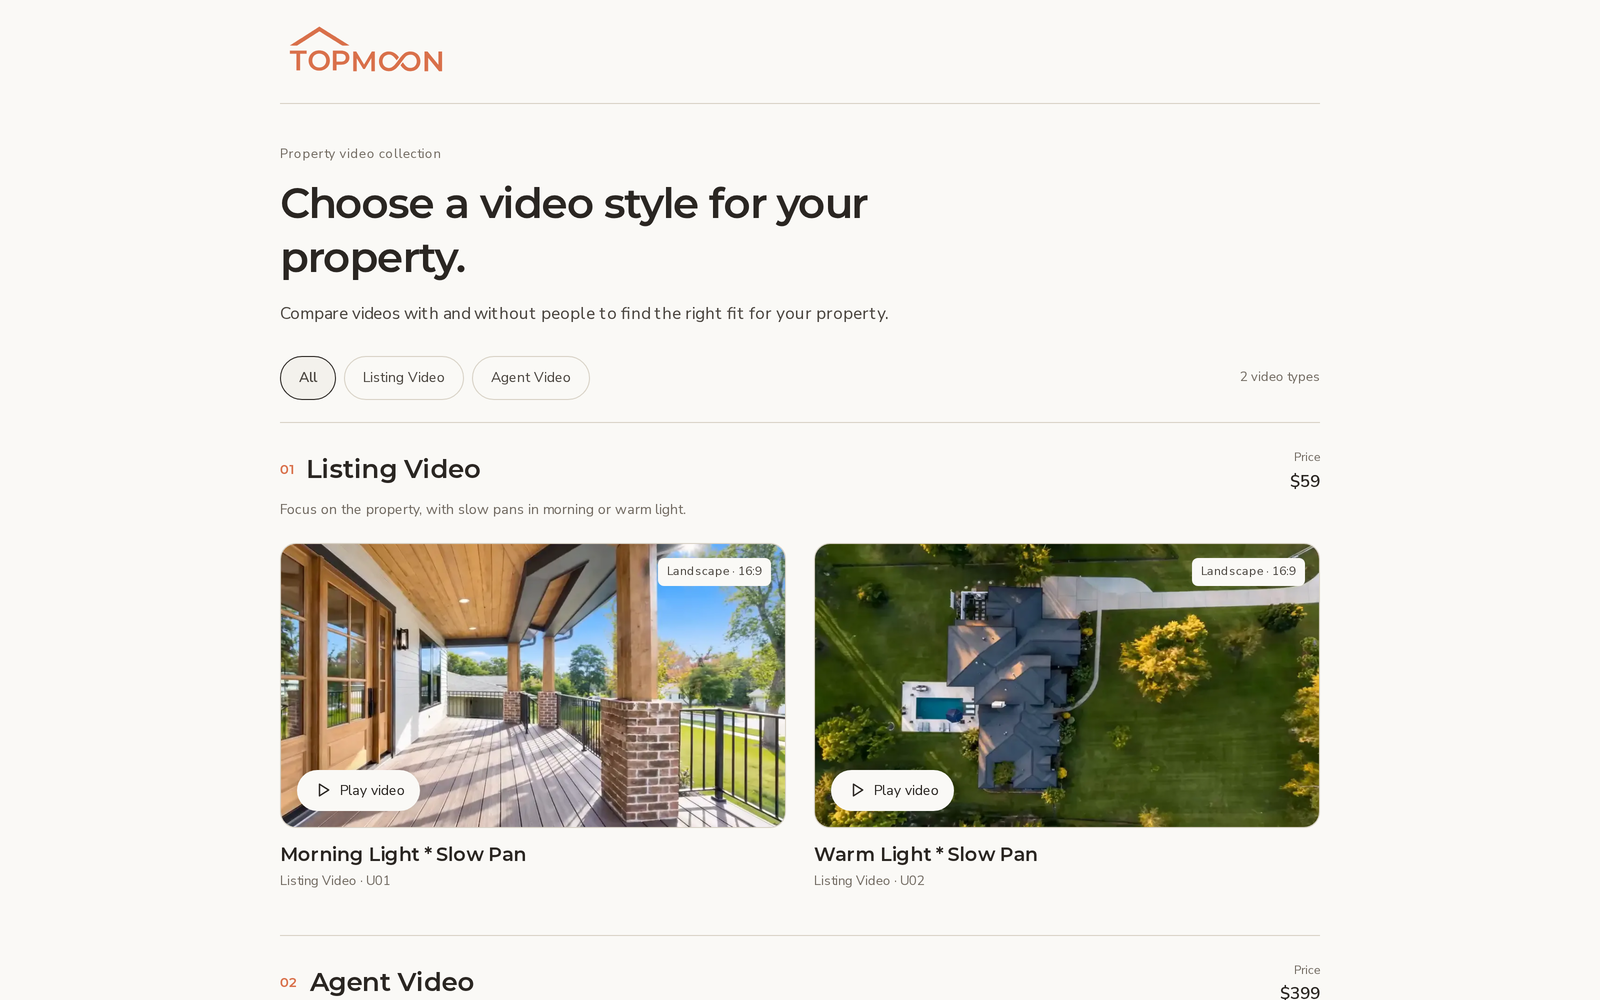 TOPMOON
Property video collection
Choose a video style for your
property.
Compare videos with and without people to find the right fit for your property.
All
Listing Video
Agent Video
2 video types
01 Listing Video
Price
$59
Focus on the property, with slow pans in morning or warm light.
Landscape · 16:9
Landscape · 16:9
Play video
Play video
Morning Light * Slow Pan
Listing Video · U01
Warm Light * Slow Pan
Listing Video · U02
02 Agent Video
Price
$399